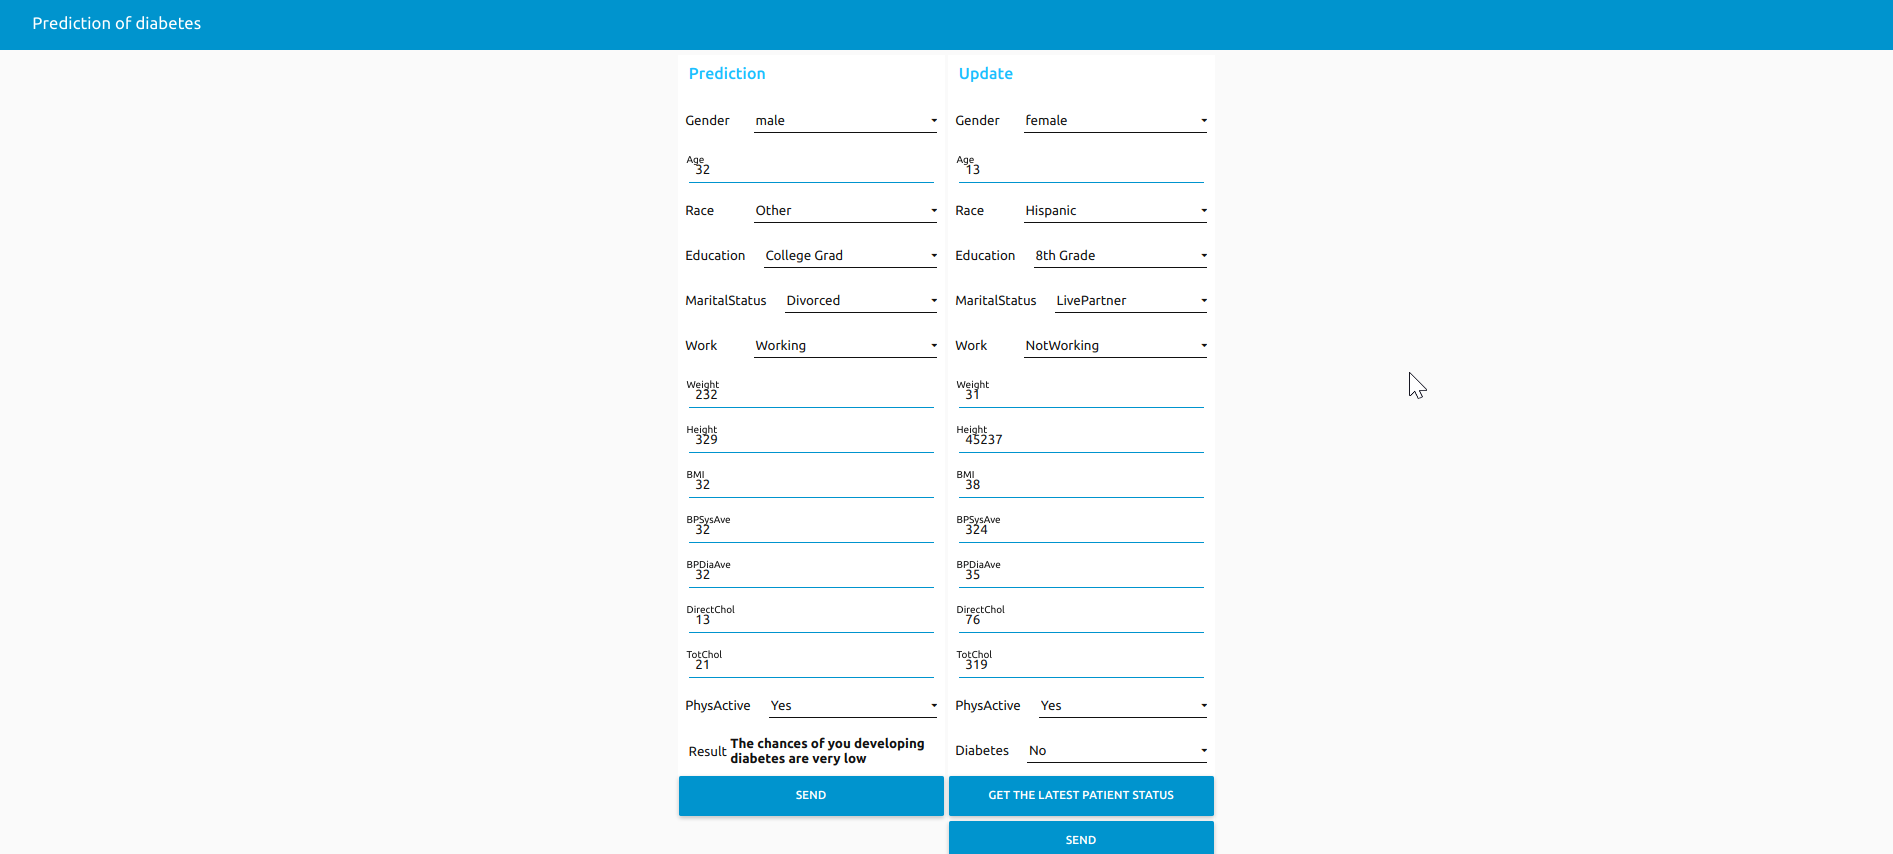 Prediction of diabetes
Prediction
Gender male
Age
32
Race Other
Education College Grad
MaritalStatus Divorced
Work Working
Weight
232
Height
329
BMI
32
BPSysAve
32
BPDiaAve
32
DirectChol
13
TotChol
21
PhysActive Yes
Result The chances of you developing
diabetes are very low
SEND
Update
Gender female
Age
13
Race Hispanic
Education 8th Grade
MaritalStatus LivePartner
Work NotWorking
Weight
31
Height
45237
BMI
38
BPSysAve
324
BPDiaAve
35
DirectChol
76
TotChol
319
PhysActive Yes
Diabetes No
GET THE LATEST PATIENT STATUS
SEND